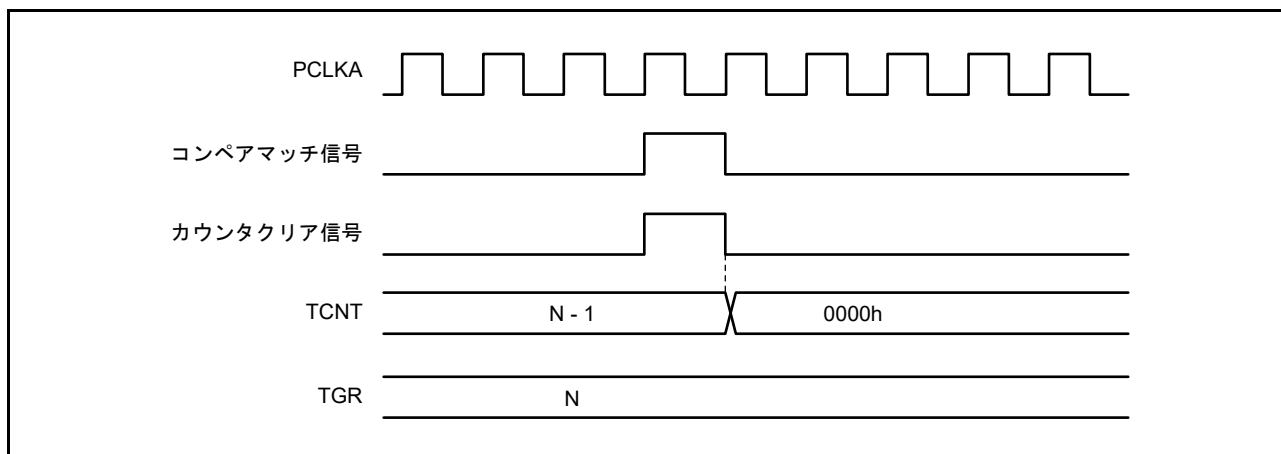 PCLKA
コンペアマッチ信号
カウンタクリア信号
TCNT N - 1 0000h
TGR N